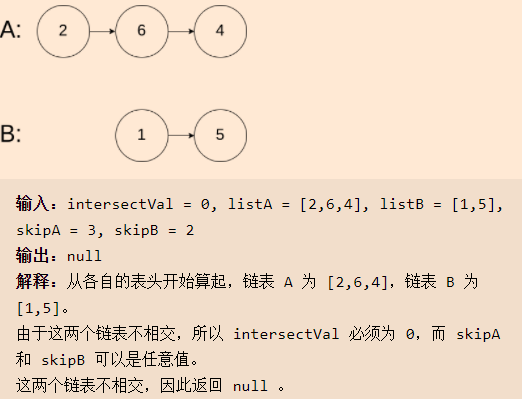 A: 2 6 4
B: 1 5
输入：intersectVal = 0, listA = [2,6,4], listB = [1,5],
skipA = 3, skipB = 2
输出：null
解释：从各自的表头开始算起，链表 A 为 [2,6,4]，链表 B 为
[1,5]。
由于这两个链表不相交，所以 intersectVal 必须为 0，而 skipA
和 skipB 可以是任意值。
这两个链表不相交，因此返回 null 。